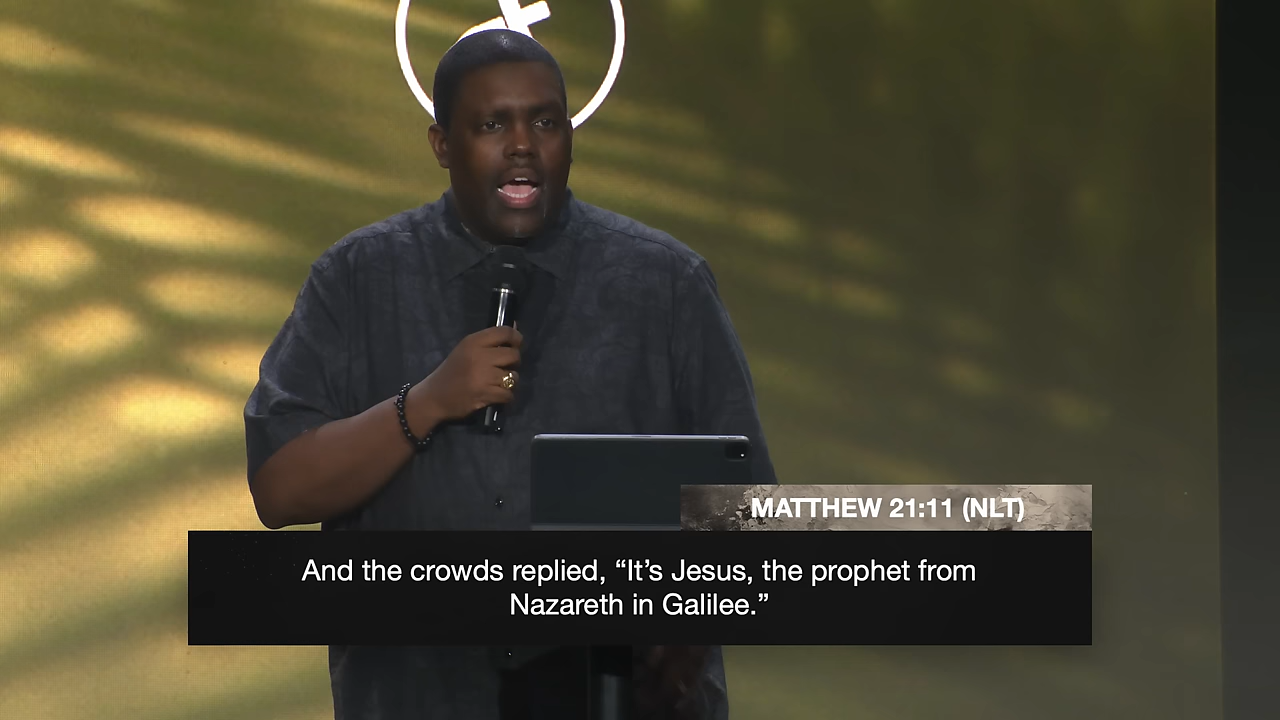 MATTHEW 21:11 (NLT)
And the crowds replied, “It’s Jesus, the prophet from
Nazareth in Galilee.”